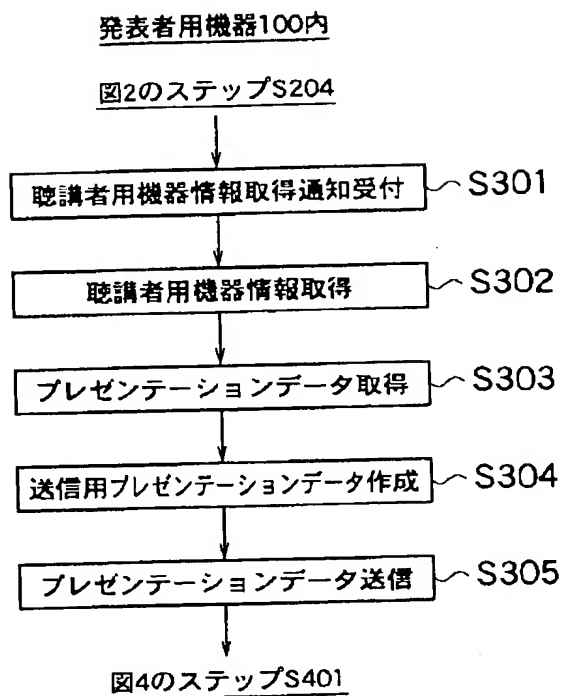 発表者用機器100内
図2のステップS204
聴講者用機器情報取得通知受付 S301
聴講者用機器情報取得 S302
プレゼンテーションデータ取得 S303
送信用プレゼンテーションデータ作成 S304
プレゼンテーションデータ送信 S305
図4のステップS401